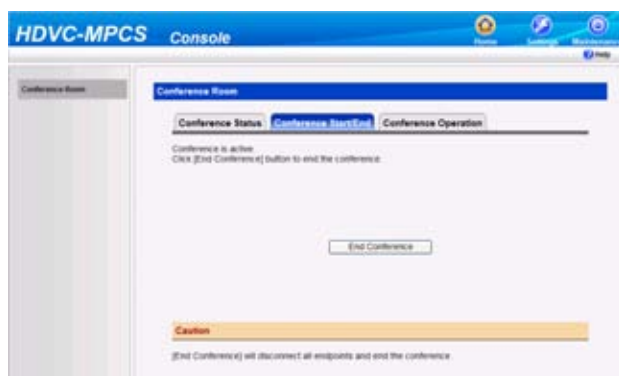 HDVC-MPCS Console
Home Settings Maintenance
Help
Conference Room
Conference Room
Conference Status Conference Start/End Conference Operation
Conference is active.
Click [End Conference] button to end the conference.
End Conference
Caution
[End Conference] will disconnect all endpoints and end the conference.